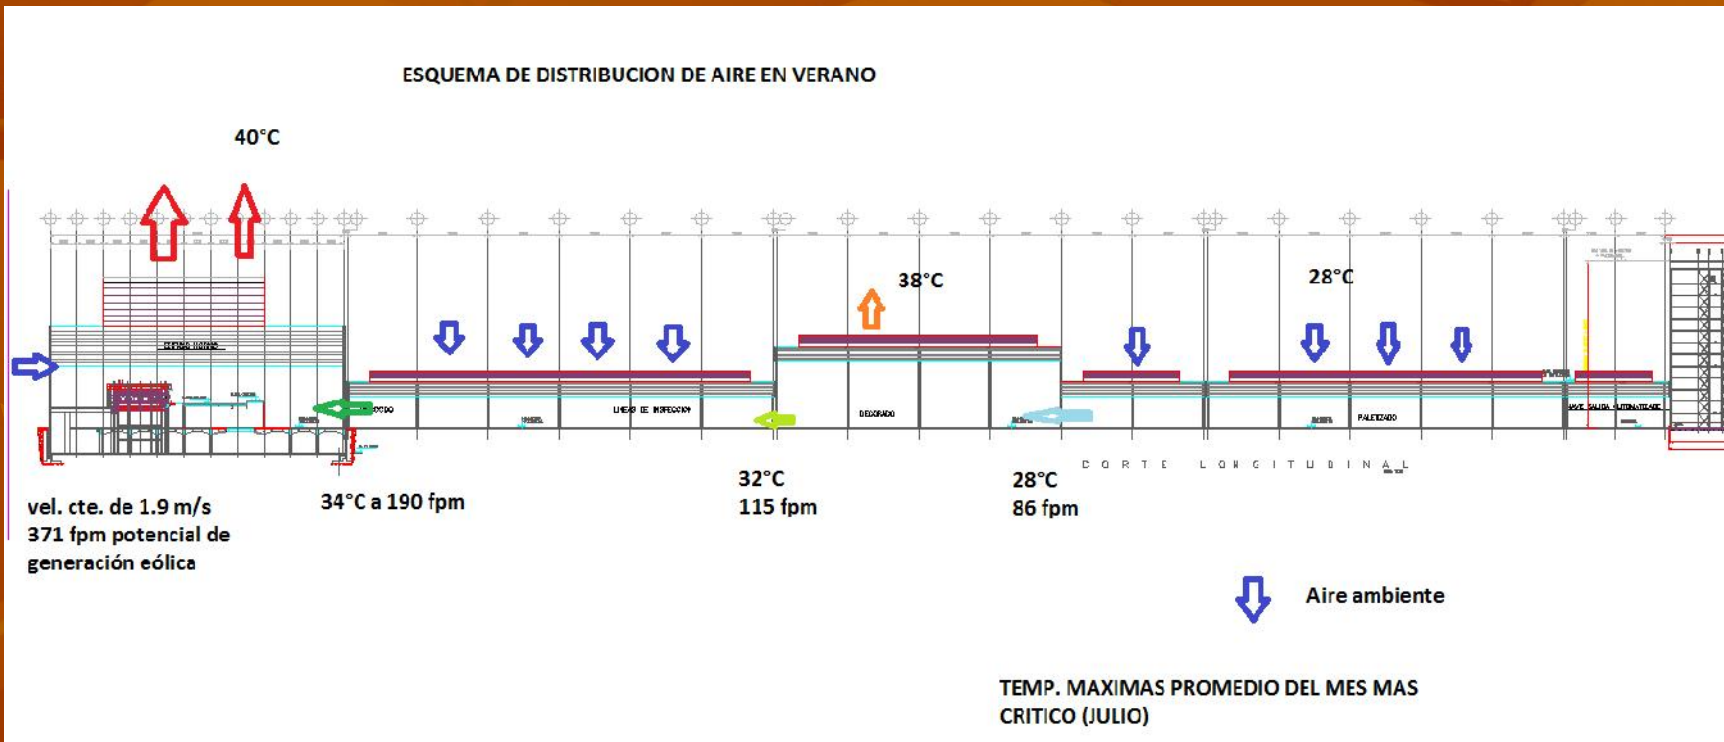 ESQUEMA DE DISTRIBUCION DE AIRE EN VERANO
40°C
38°C
28°C
LINEAS DE INSPECCION
DECORADO
PALETIZADO
CORTE LONGITUDINAL
vel. cte. de 1.9 m/s
371 fpm potencial de
generación eólica
34°C a 190 fpm
32°C
115 fpm
28°C
86 fpm
Aire ambiente
TEMP. MAXIMAS PROMEDIO DEL MES MAS
CRITICO (JULIO)